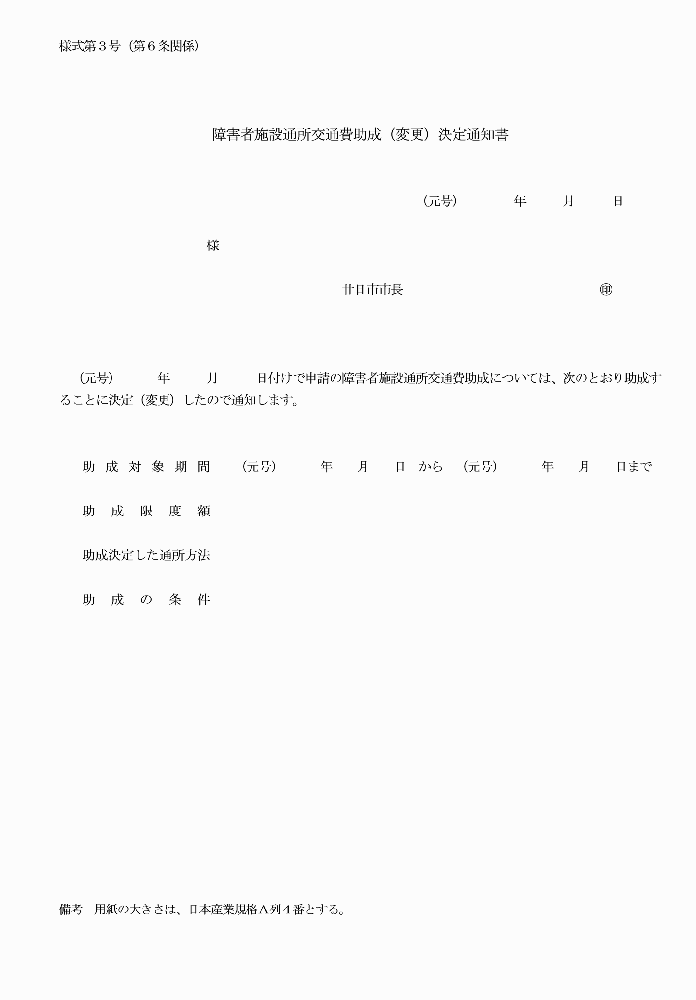 様式第３号（第６条関係）
障害者施設通所交通費助成（変更）決定通知書
（元号）　　　　年　　　月　　　日
様
廿日市市長　　　　　　　　　　　　　　　　㊞
（元号）　　　年　　　月　　　日付けで申請の障害者施設通所交通費助成については、次のとおり助成す
ることに決定（変更）したので通知します。
助成対象期間　（元号）　　　年　　月　　日　から　（元号）　　　年　　月　　日まで
助成限度額
助成決定した通所方法
助成の条件
備考　用紙の大きさは、日本産業規格Ａ列４番とする。